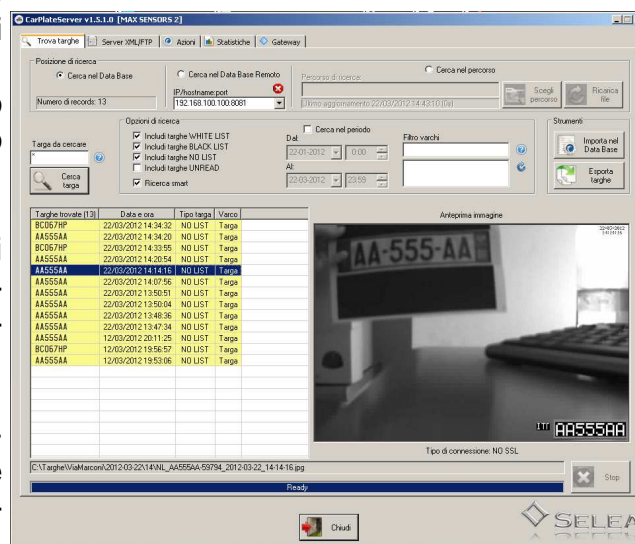 CarPlateServer v1.5.1.0 [MAX SENSORS 2]
Trova targhe
Server XML/FTP
Azioni
Statistiche
Gateway
Posizione di ricerca
Cerca nel Data Base
Numero di records: 13
Cerca nel Data Base Remoto
IP/hostname:port
192.168.100.100:8081
Cerca nel percorso
Percorso di ricerca:
Ultimo aggiornamento 22/03/2012 14:43:10 (0s)
Scegli percorso
Ricarica file
Targa da cercare
*
Cerca targa
Opzioni di ricerca
Includi targhe WHITE LIST
Includi targhe BLACK LIST
Includi targhe NO LIST
Includi targhe UNREAD
Ricerca smart
Cerca nel periodo
Dal:
22-01-2012 0:00
Al:
22-03-2012 23:59
Filtro varchi
Strumenti
Importa nel Data Base
Esporta targhe
Targhe trovate (13) Data e ora Tipo targa Varco
BC067HP 22/03/2012 14:34:32 NO LIST Targa
AA555AA 22/03/2012 14:34:20 NO LIST Targa
BC067HP 22/03/2012 14:33:55 NO LIST Targa
AA555AA 22/03/2012 14:20:54 NO LIST Targa
AA555AA 22/03/2012 14:14:16 NO LIST Targa
AA555AA 22/03/2012 14:07:56 NO LIST Targa
AA555AA 22/03/2012 13:50:51 NO LIST Targa
AA555AA 22/03/2012 13:50:04 NO LIST Targa
AA555AA 22/03/2012 13:48:36 NO LIST Targa
AA555AA 22/03/2012 13:47:34 NO LIST Targa
AA555AA 12/03/2012 20:11:25 NO LIST Targa
BC067HP 12/03/2012 19:56:57 NO LIST Targa
AA555AA 12/03/2012 19:53:06 NO LIST Targa
Anteprima immagine
22/03/2012
14:14:16
AA-555-AA
AA555AA
Tipo di connessione: NO SSL
C:\Targhe\ViaMarconi\2012-03-22\14\NL_AA555AA-59794_2012-03-22_14-14-16.jpg
Ready
Stop
Chiudi
SELEA